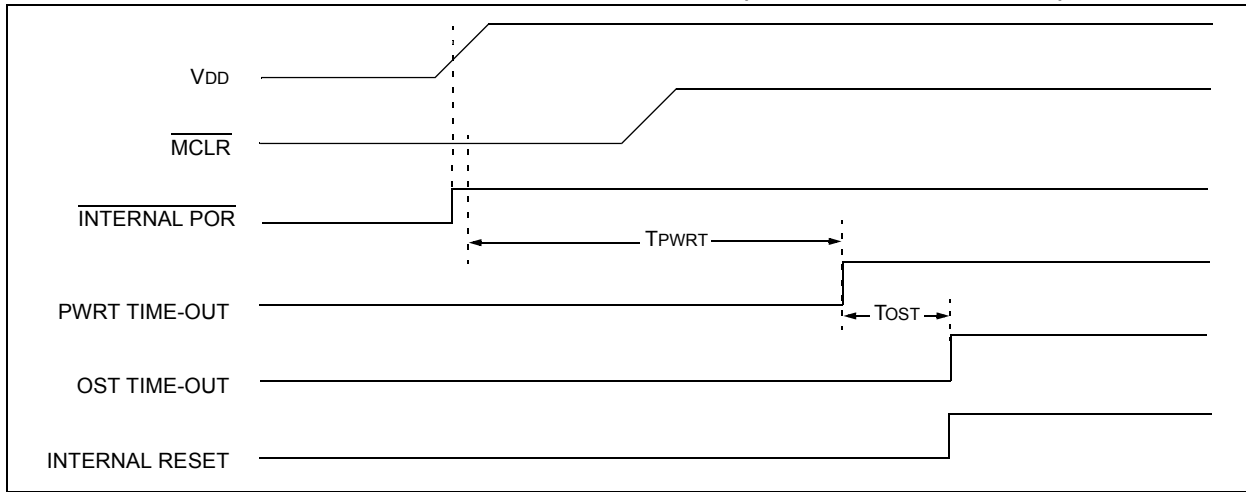 VDD
MCLR
INTERNAL POR
TPWRT
PWRT TIME-OUT
TOST
OST TIME-OUT
INTERNAL RESET